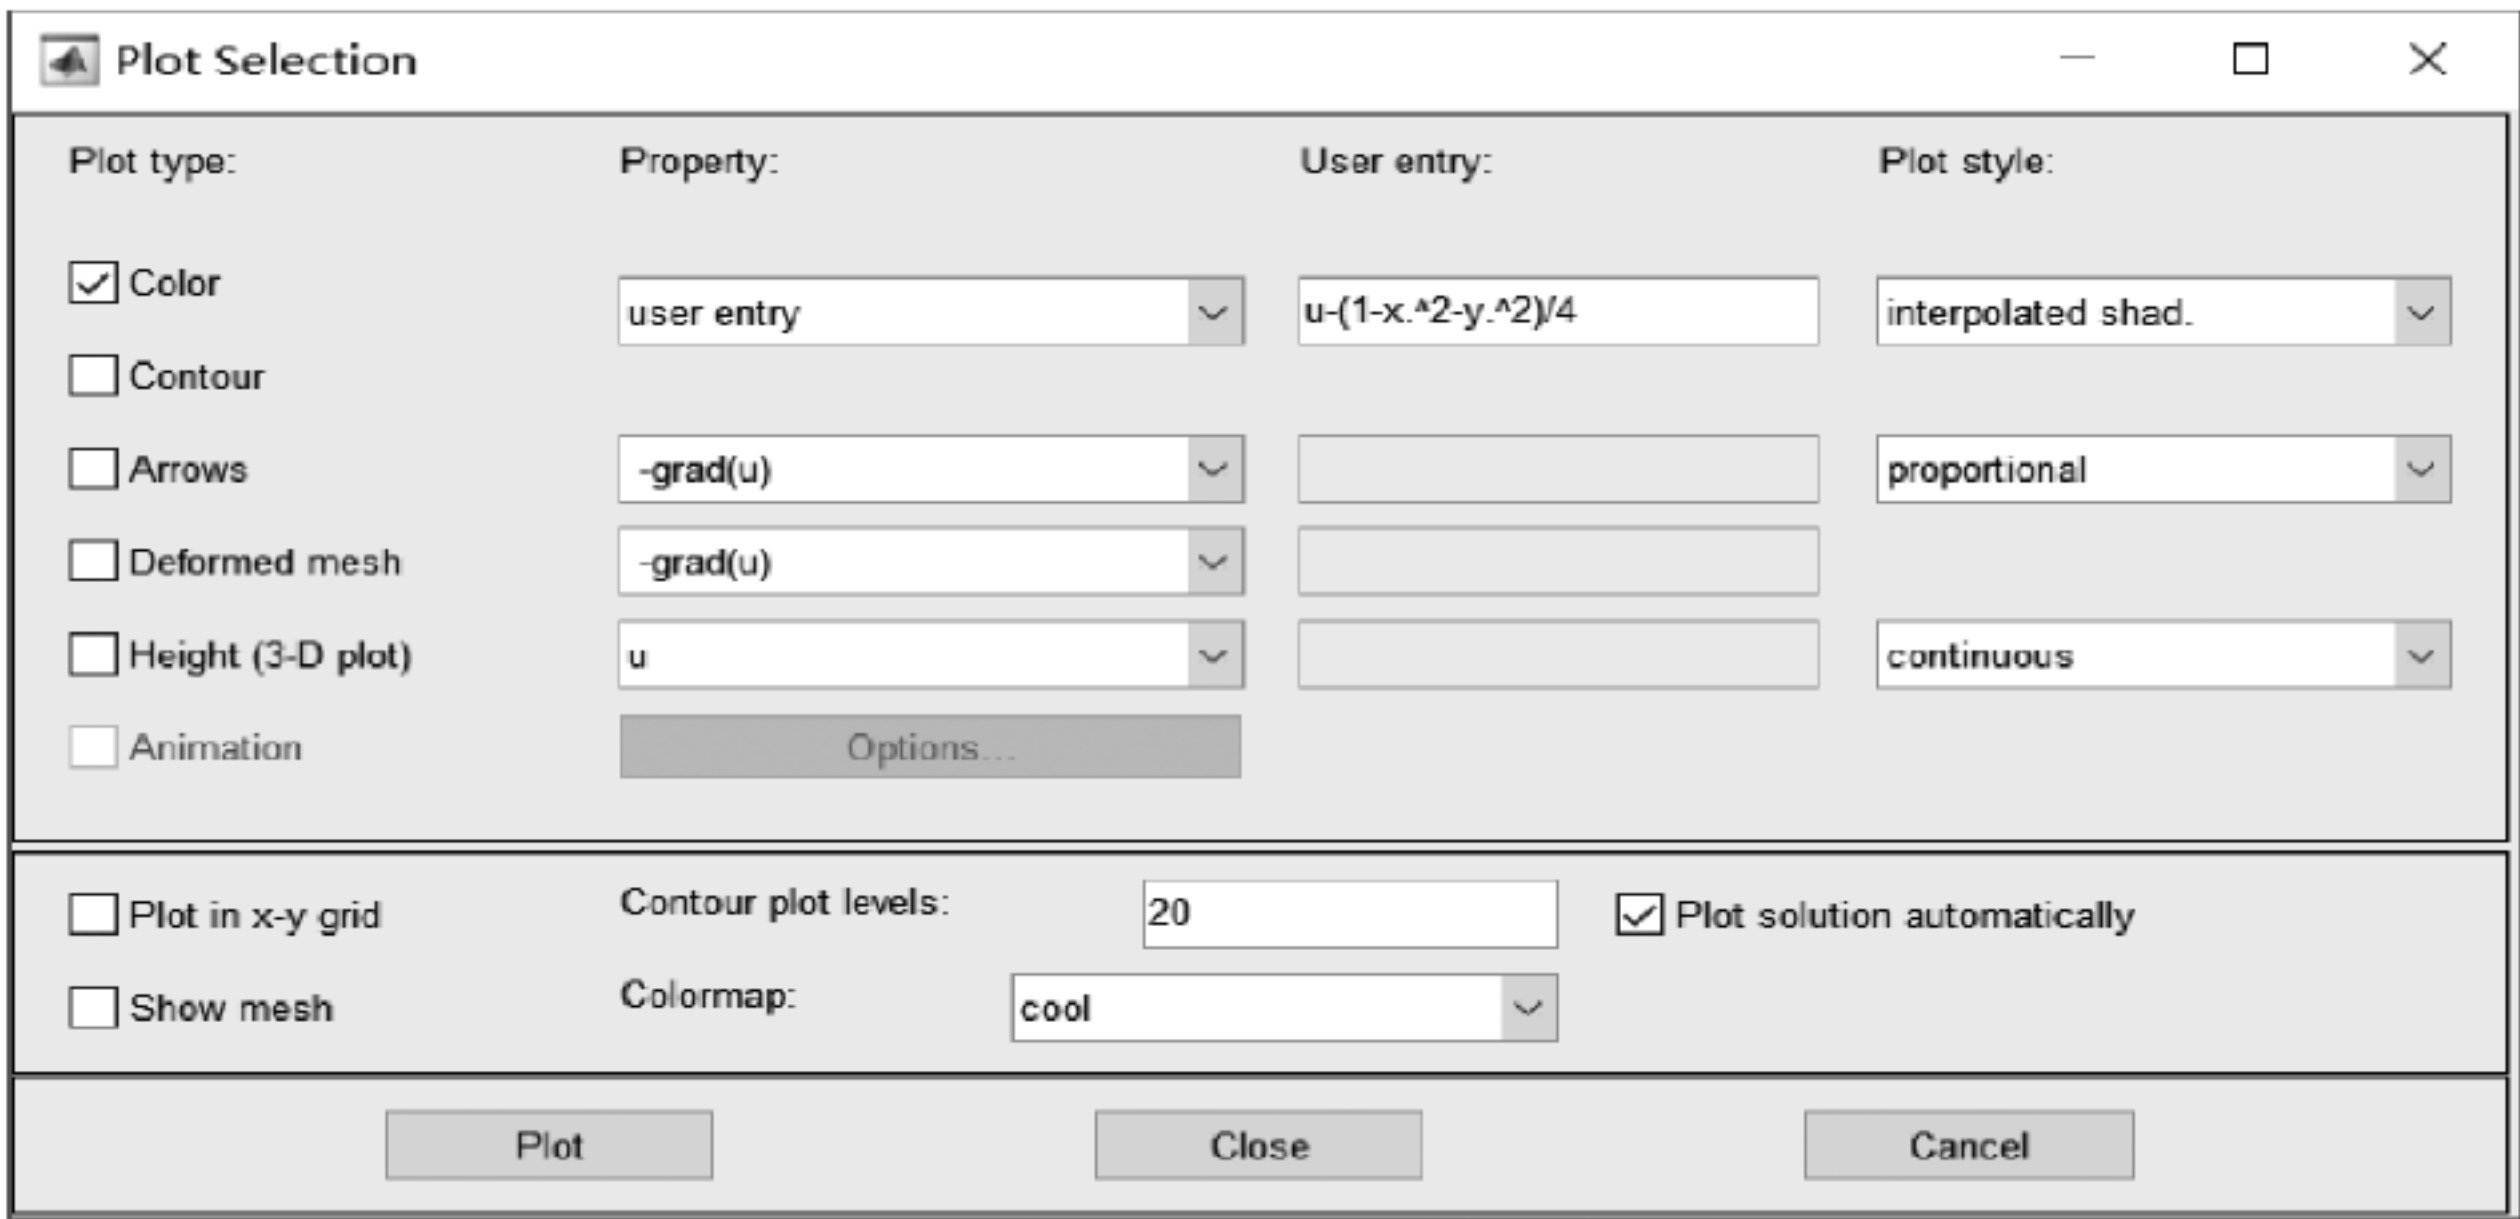 Plot Selection
Plot type: Property: User entry: Plot style:
Color user entry u-(1-x.^2-y.^2)/4 interpolated shad.
Contour
Arrows -grad(u) proportional
Deformed mesh -grad(u)
Height (3-D plot) u continuous
Animation Options...
Plot in x-y grid Contour plot levels: 20 Plot solution automatically
Show mesh Colormap: cool
Plot Close Cancel